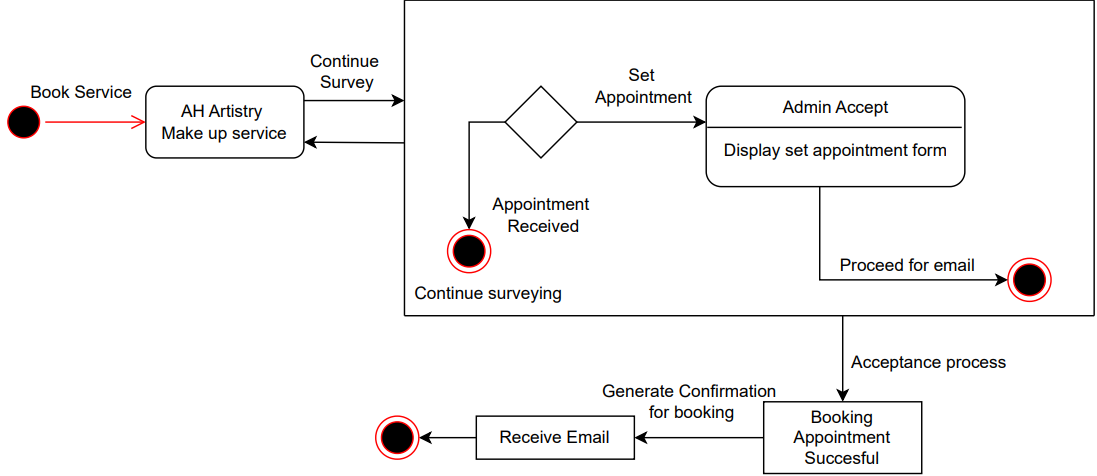 Book Service
AH Artistry
Make up service
Continue
Survey
Set
Appointment
Admin Accept
Display set appointment form
Appointment
Received
Continue surveying
Proceed for email
Acceptance process
Generate Confirmation
for booking
Booking
Appointment
Succesful
Receive Email